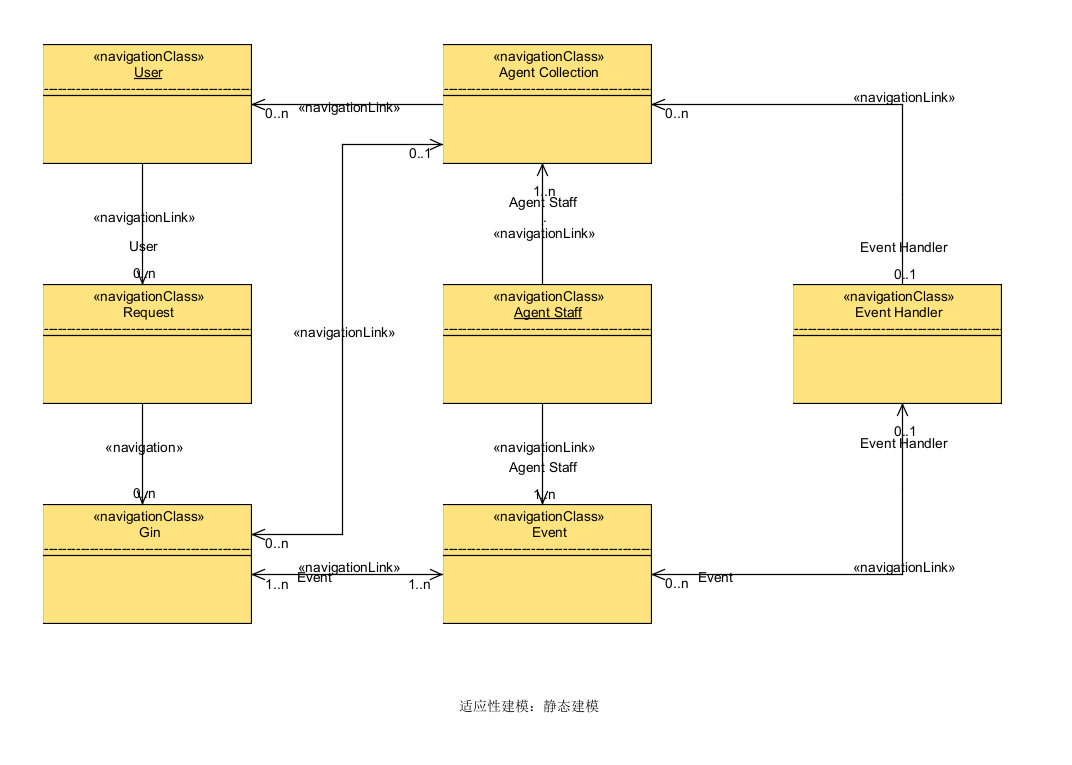 «navigationClass»
User
«navigationClass»
Agent Collection
«navigationLink»
0..n
0..n
«navigationLink»
0..1
1..n
Agent Staff
.
«navigationLink»
«navigationLink»
User
0..n
Event Handler
0..1
«navigationClass»
Request
«navigationClass»
Agent Staff
«navigationClass»
Event Handler
«navigationLink»
«navigation»
0..n
«navigationLink»
Agent Staff
1..n
0..1
Event Handler
«navigationClass»
Gin
«navigationClass»
Event
0..n
«navigationLink»
Event
1..n
1..n
0..n
Event
«navigationLink»
适应性建模：静态建模